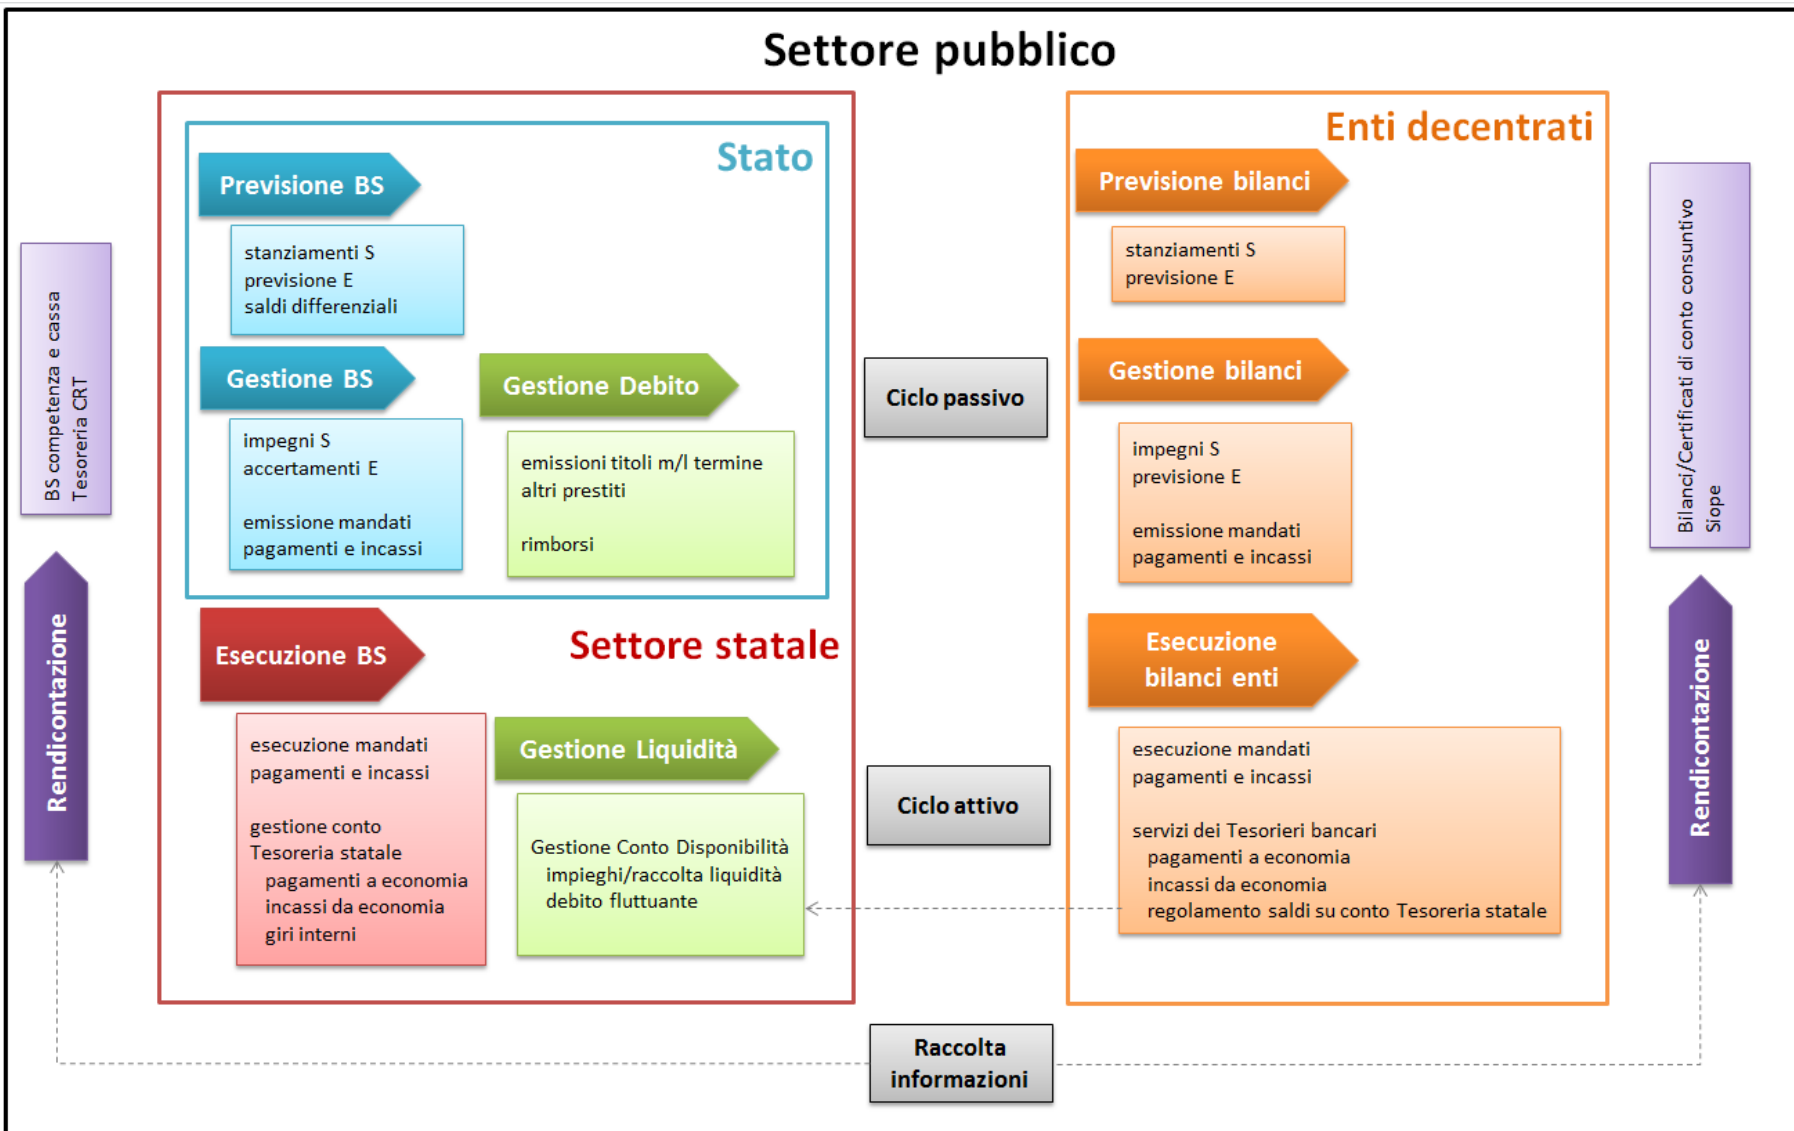 Settore pubblico
Stato
Previsione BS
stanziamenti S
previsione E
saldi differenziali
Gestione BS
impegni S
accertamenti E
emissione mandati
pagamenti e incassi
Gestione Debito
emissioni titoli m/l termine
altri prestiti
rimborsi
Settore statale
Esecuzione BS
esecuzione mandati
pagamenti e incassi
gestione conto
Tesoreria statale
pagamenti a economia
incassi da economia
giri interni
Gestione Liquidità
Gestione Conto Disponibilità
impieghi/raccolta liquidità
debito fluttuante
Ciclo passivo
Ciclo attivo
Raccolta
informazioni
Enti decentrati
Previsione bilanci
stanziamenti S
previsione E
Gestione bilanci
impegni S
previsione E
emissione mandati
pagamenti e incassi
Esecuzione
bilanci enti
esecuzione mandati
pagamenti e incassi
servizi dei Tesorieri bancari
pagamenti a economia
incassi da economia
regolamento saldi su conto Tesoreria statale
BS competenza e cassa
Tesoreria CRT
Rendicontazione
Bilanci/Certificati di conto consuntivo
Siope
Rendicontazione